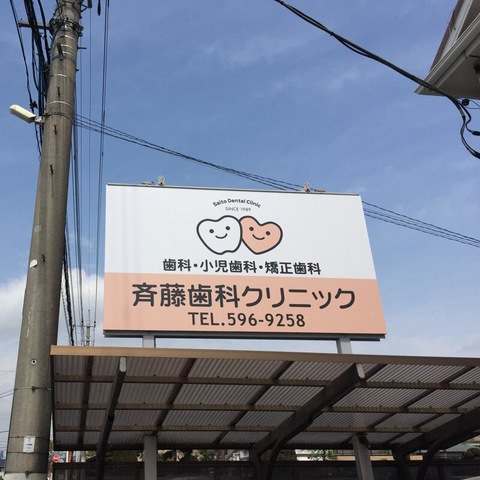 Saito Dental Clinic
SINCE 1989
歯科・小児歯科・矯正歯科
斉藤歯科クリニック
TEL.596-9258